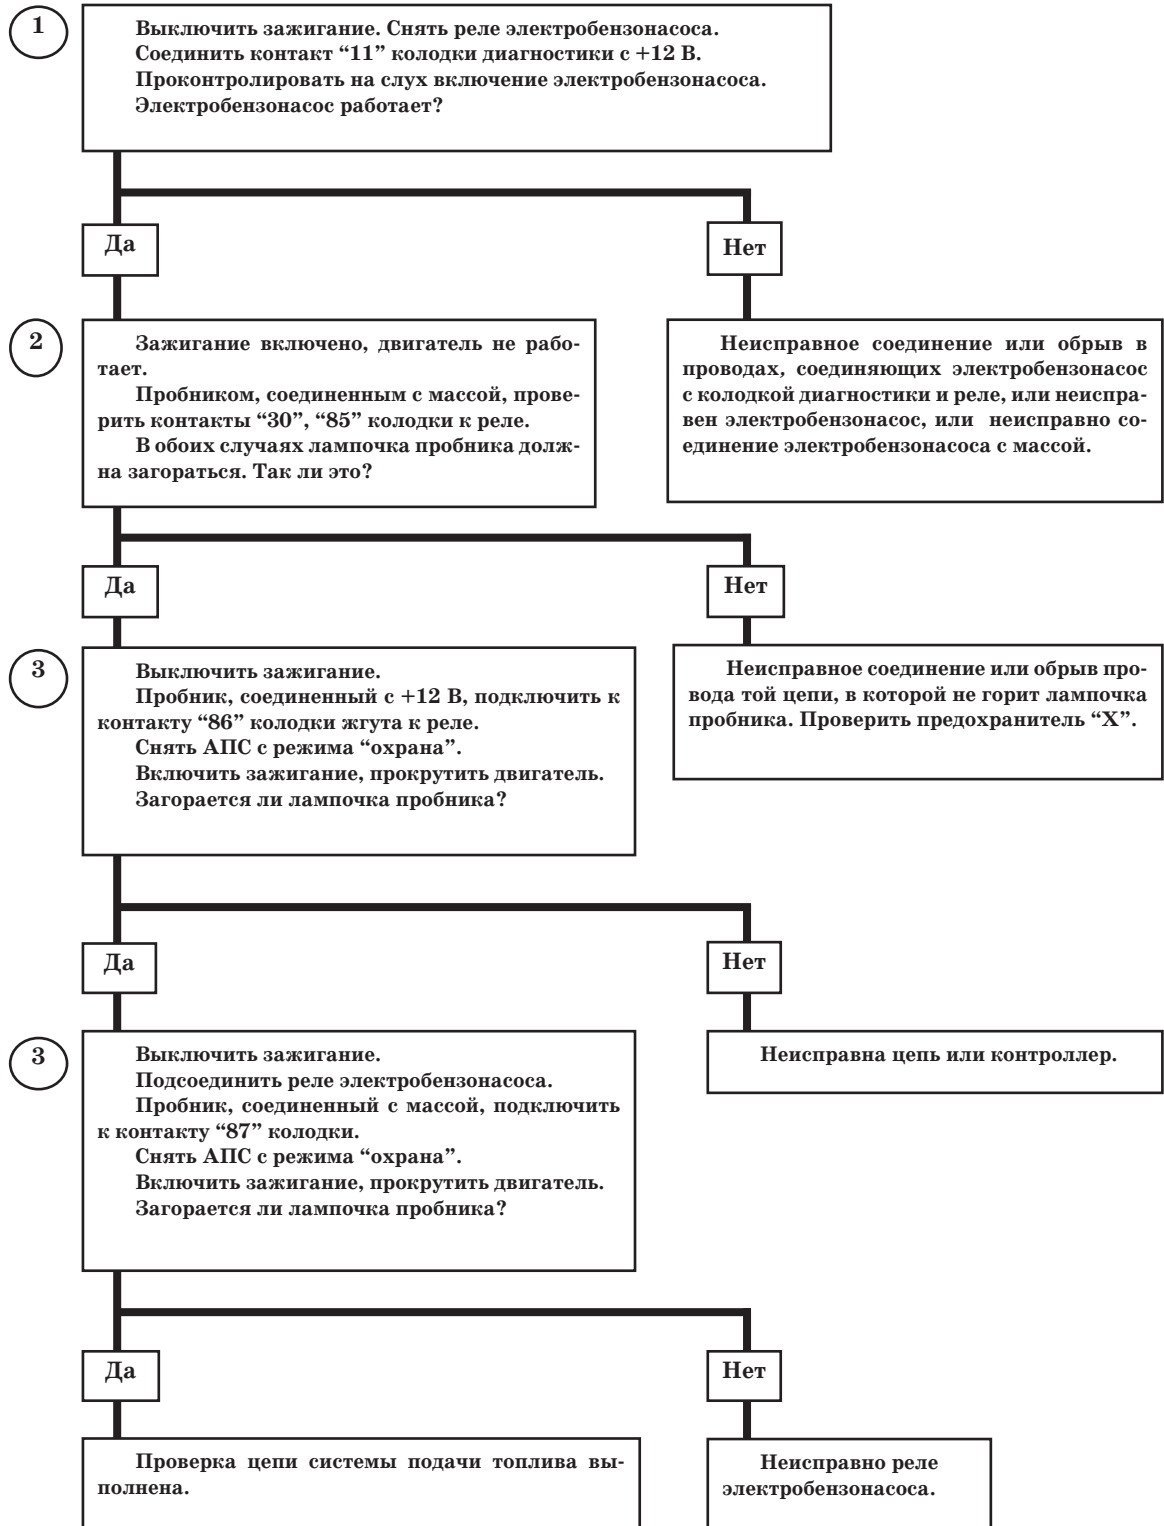 1
Выключить зажигание. Снять реле электробензонасоса.
Соединить контакт “11” колодки диагностики с +12 В.
Проконтролировать на слух включение электробензонасоса.
Электробензонасос работает?
Да
Нет
2
Зажигание включено, двигатель не рабо-
тает.
Пробником, соединенным с массой, прове-
рить контакты “30”, “85” колодки к реле.
В обоих случаях лампочка пробника долж-
на загораться. Так ли это?
Неисправное соединение или обрыв в
проводах, соединяющих электробензонасос
с колодкой диагностики и реле, или неиспра-
вен электробензонасос, или неисправно со-
единение электробензонасоса с массой.
Да
Нет
3
Выключить зажигание.
Пробник, соединенный с +12 В, подключить к
контакту “86” колодки жгута к реле.
Снять АПС с режима “охрана”.
Включить зажигание, прокрутить двигатель.
Загорается ли лампочка пробника?
Неисправное соединение или обрыв про-
вода той цепи, в которой не горит лампочка
пробника. Проверить предохранитель “Х”.
Да
Нет
3
Выключить зажигание.
Подсоединить реле электробензонасоса.
Пробник, соединенный с массой, подключить
к контакту “87” колодки.
Снять АПС с режима “охрана”.
Включить зажигание, прокрутить двигатель.
Загорается ли лампочка пробника?
Неисправна цепь или контроллер.
Да
Нет
Проверка цепи системы подачи топлива вы-
полнена.
Неисправно реле
электробензонасоса.